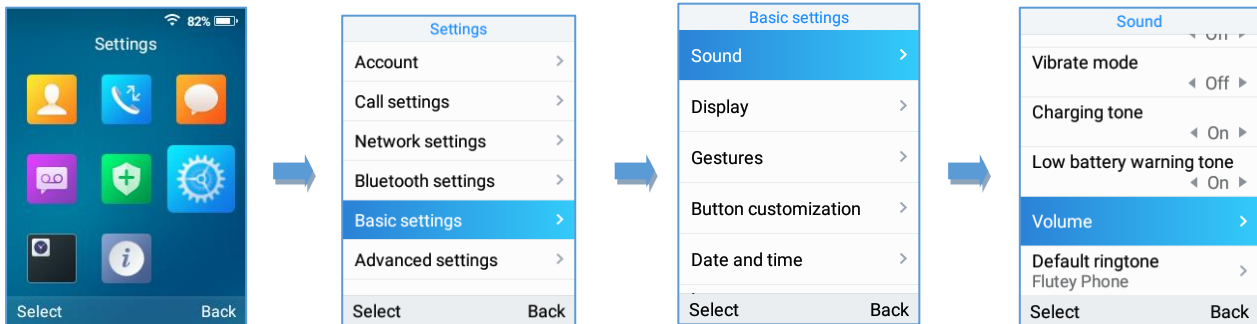 82%
Settings
Select Back
Settings
Account
Call settings
Network settings
Bluetooth settings
Basic settings
Advanced settings
Select Back
Basic settings
Sound
Display
Gestures
Button customization
Date and time
Select Back
Sound
Vibrate mode
Off
Charging tone
On
Low battery warning tone
On
Volume
Default ringtone
Flutey Phone
Select Back